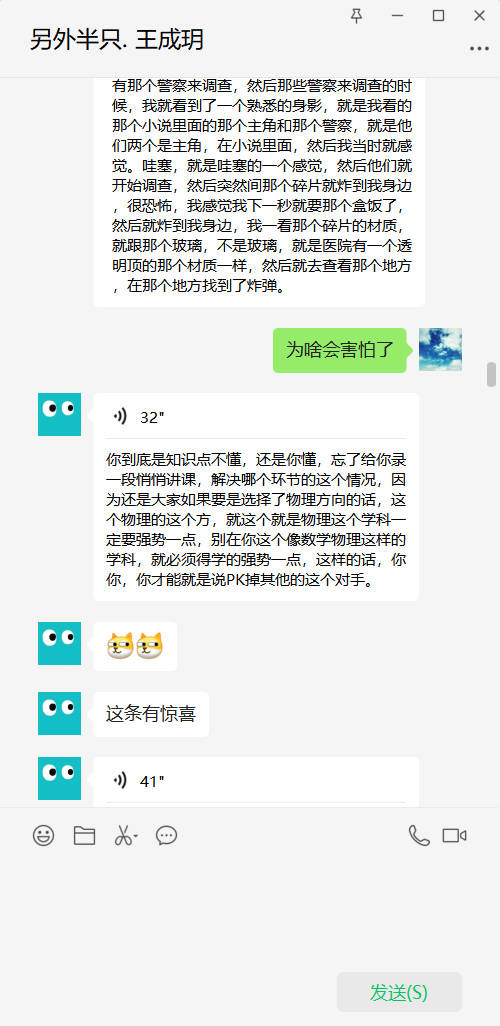 另外半只. 王成玥
有那个警察来调查，然后那些警察来调查的时
候，我就看到了一个熟悉的身影，就是我看的
那个小说里面的那个主角和那个警察，就是他
们两个是主角，在小说里面，然后我当时就感
觉。哇塞，就是哇塞的一个感觉，然后他们就
开始调查，然后突然间那个碎片就炸到我身边
，很恐怖，我感觉我下一秒就要那个盒饭了，
然后就炸到我身边，我一看那个碎片的材质，
就跟那个玻璃，不是玻璃，就是医院有一个透
明顶的那个材质一样，然后就去查看那个地方
，在那个地方找到了炸弹。
为啥会害怕了
32"
你到底是知识点不懂，还是你懂，忘了给你录
一段悄悄讲课，解决哪个环节的这个情况，因
为还是大家如果要是选择了物理方向的话，这
个物理的这个方，就这个就是物理这个学科一
定要强势一点，别在你这个像数学物理这样的
学科，就必须得学的强势一点，这样的话，你
你，你才能就是说PK掉其他的这个对手。
这条有惊喜
41"
发送(S)